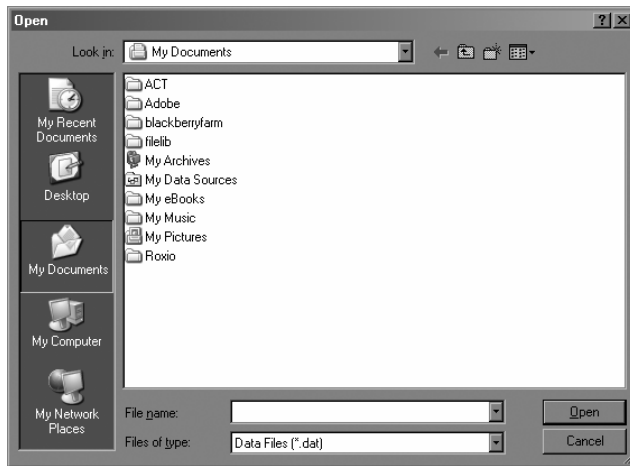 Open
Look in:
My Documents
My Recent
Documents
Desktop
My Documents
My Computer
My Network
Places
ACT
Adobe
blackberryfarm
filelib
My Archives
My Data Sources
My eBooks
My Music
My Pictures
Roxio
File name:
Open
Files of type:
Data Files (*.dat)
Cancel